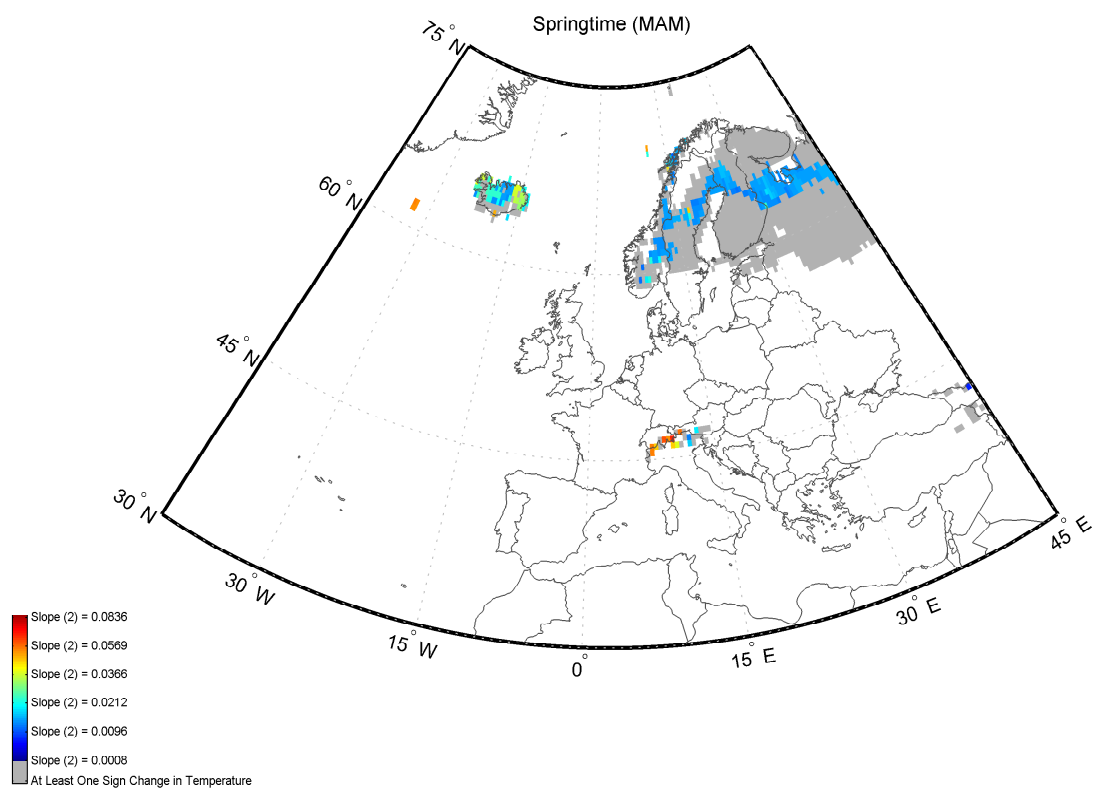 Springtime (MAM)
75° N
60° N
45° N
30° N
30° W
15° W
0°
15° E
30° E
45° E
Slope (2) = 0.0836
Slope (2) = 0.0569
Slope (2) = 0.0366
Slope (2) = 0.0212
Slope (2) = 0.0096
Slope (2) = 0.0008
At Least One Sign Change in Temperature